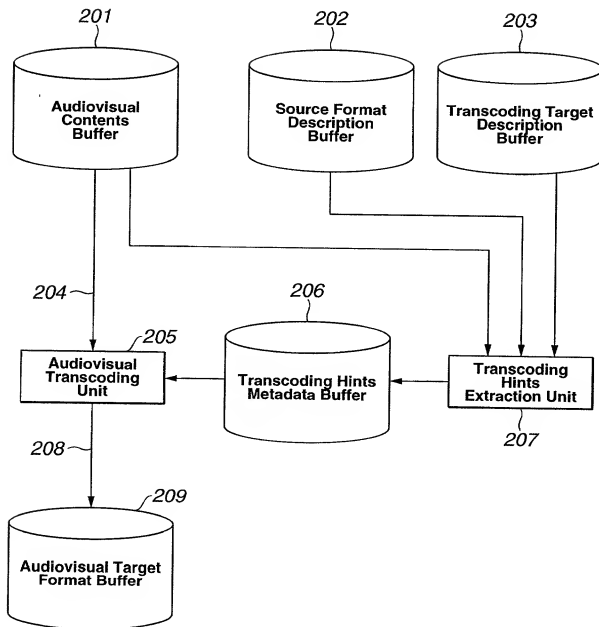 201
202
203
Audiovisual
Contents
Buffer
Source Format
Description
Buffer
Transcoding Target
Description
Buffer
204
205
206
Audiovisual
Transcoding
Unit
Transcoding Hints
Metadata Buffer
Transcoding
Hints
Extraction Unit
207
208
209
Audiovisual Target
Format Buffer